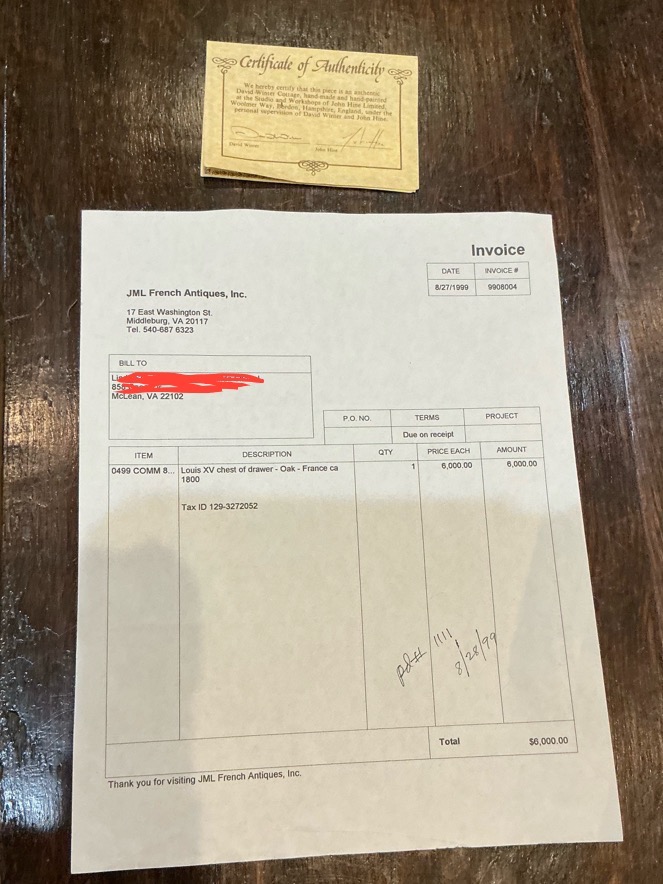 Certificate of Authenticity
We hereby certify that this piece is an authentic
David Winter Cottage, hand-made and hand-painted
at the Studio and Workshops of John Hine Limited,
Woolmer Way, Bordon, Hampshire, England, under the
personal supervision of David Winter and John Hine.
David Winter John Hine
Invoice
DATE INVOICE #
8/27/1999 9908004
JML French Antiques, Inc.
17 East Washington St.
Middleburg, VA 20117
Tel. 540-687 6323
BILL TO
McLean, VA 22102
P.O. NO. TERMS PROJECT
Due on receipt
ITEM DESCRIPTION QTY PRICE EACH AMOUNT
0499 COMM 8... Louis XV chest of drawer - Oak - France ca 1 6,000.00 6,000.00
1800
Tax ID 129-3272052
pd# 1111
8/28/99
Total $6,000.00
Thank you for visiting JML French Antiques, Inc.